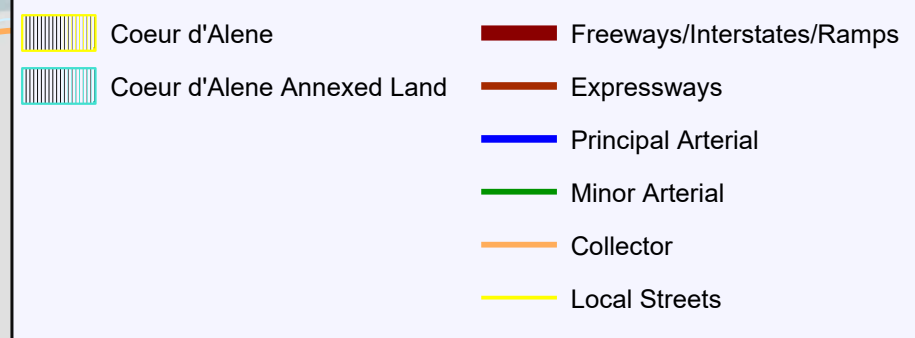 Coeur d'Alene
Coeur d'Alene Annexed Land
Freeways/Interstates/Ramps
Expressways
Principal Arterial
Minor Arterial
Collector
Local Streets